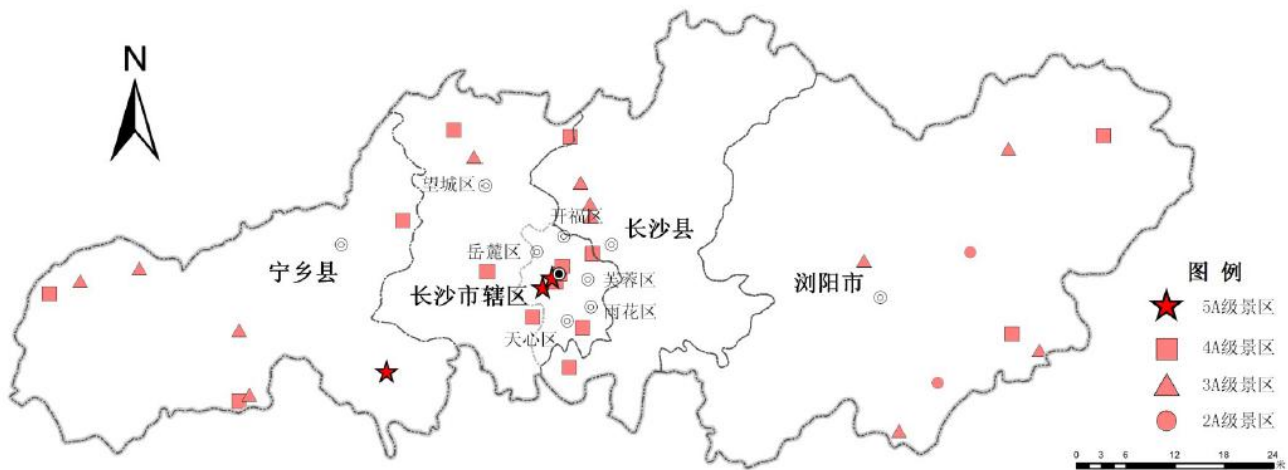 N
望城区
开福区
长沙县
岳麓区
宁乡县
芙蓉区
图 例
长沙市辖区
浏阳市
5A级景区
雨花区
天心区
4A级景区
3A级景区
2A级景区
0 3 6 12 18 24